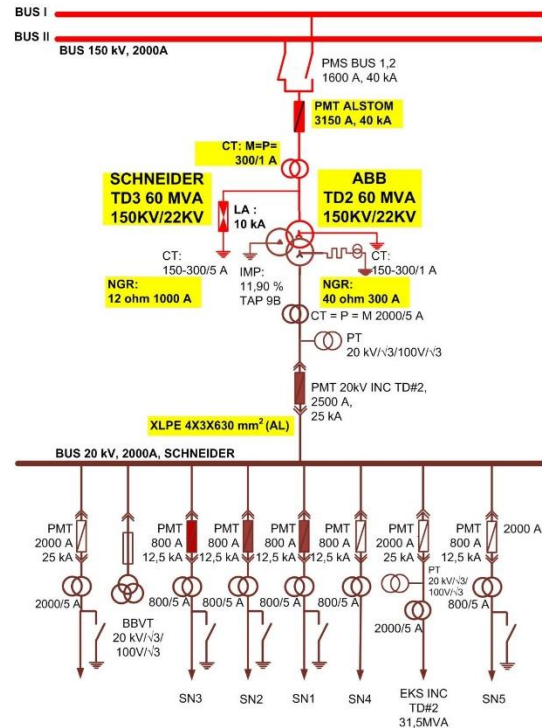 BUS I
BUS II
BUS 150 kV, 2000A
PMS BUS 1,2
1600 A, 40 kA
PMT ALSTOM
3150 A, 40 kA
CT: M=P=
300/1 A
SCHNEIDER
TD3 60 MVA
150KV/22KV
ABB
TD2 60 MVA
150KV/22KV
LA :
10 kA
CT:
150-300/5 A
NGR:
12 ohm 1000 A
IMP:
11,90 %
TAP 9B
CT:
150-300/1 A
NGR:
40 ohm 300 A
CT = P = M 2000/5 A
PT
20 kV/√3/100V/√3
PMT 20kV INC TD#2,
2500 A,
25 kA
XLPE 4X3X630 mm² (AL)
BUS 20 kV, 2000A, SCHNEIDER
PMT
2000 A
25 kA
2000/5 A
BBVT
20 kV/√3/
100V/√3
PMT
800 A
12,5 kA
800/5 A
SN3
PMT
800 A
12,5 kA
800/5 A
SN2
PMT
800 A
12,5 kA
800/5 A
SN1
PMT
800 A
12,5 kA
800/5 A
SN4
PMT
2000 A
25 kA
PT
20 kV/√3/
100V/√3
2000/5 A
EKS INC
TD#2
31,5MVA
PMT
800 A
12,5 kA
800/5 A
2000 A
SN5